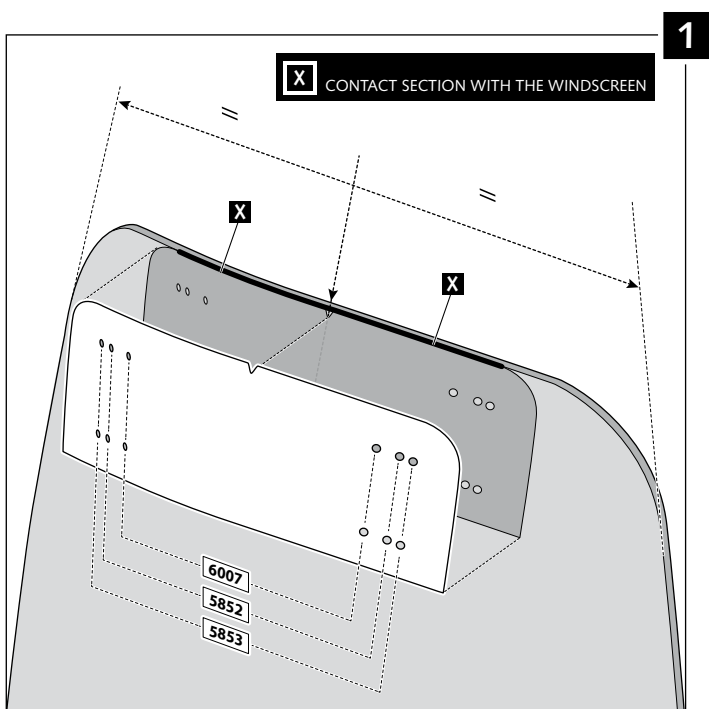 1
X CONTACT SECTION WITH THE WINDSCREEN
=
=
X
X
6007
5852
5853